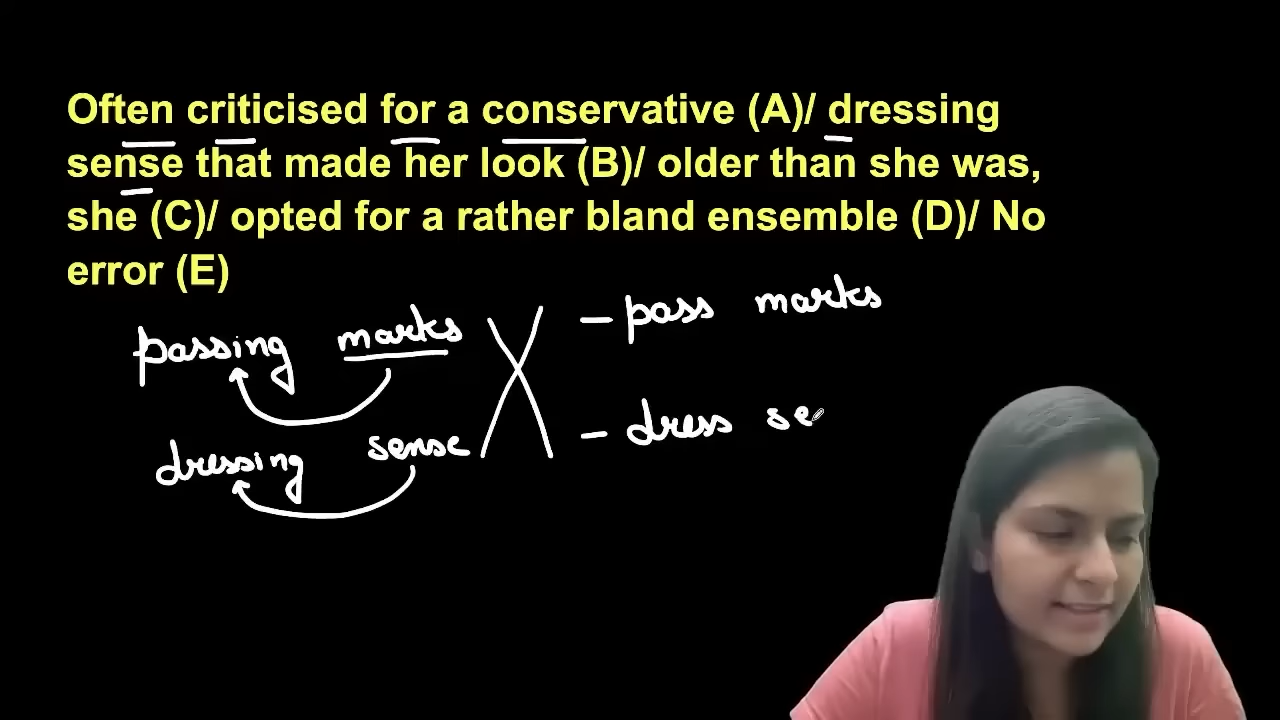 Often criticised for a conservative (A)/ dressing
sense that made her look (B)/ older than she was,
she (C)/ opted for a rather bland ensemble (D)/ No
error (E)
passing marks - pass marks
dressing sense - dress se